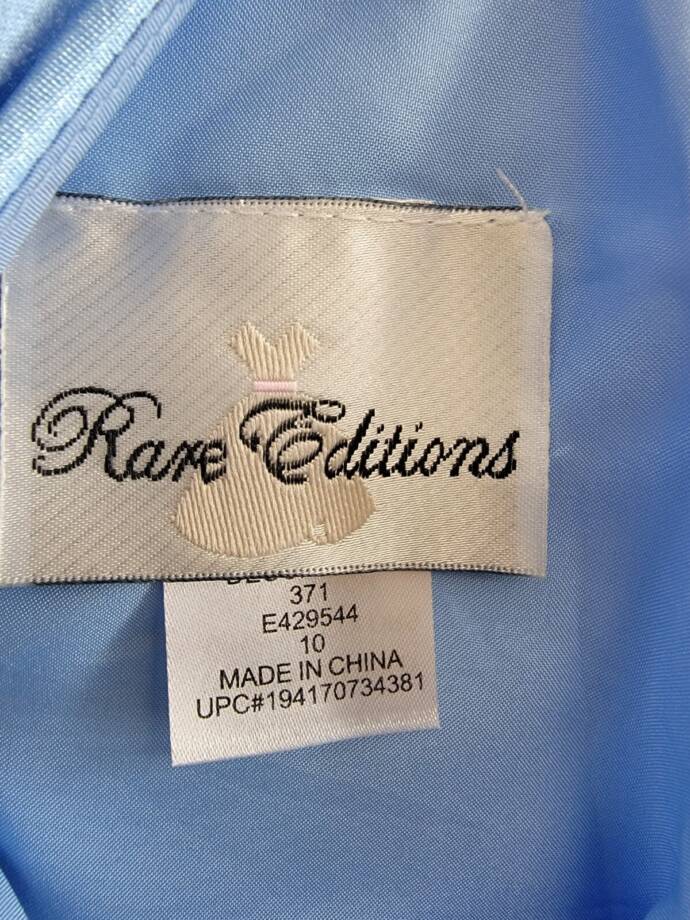 Rare Editions
371
E429544
10
MADE IN CHINA
UPC#194170734381